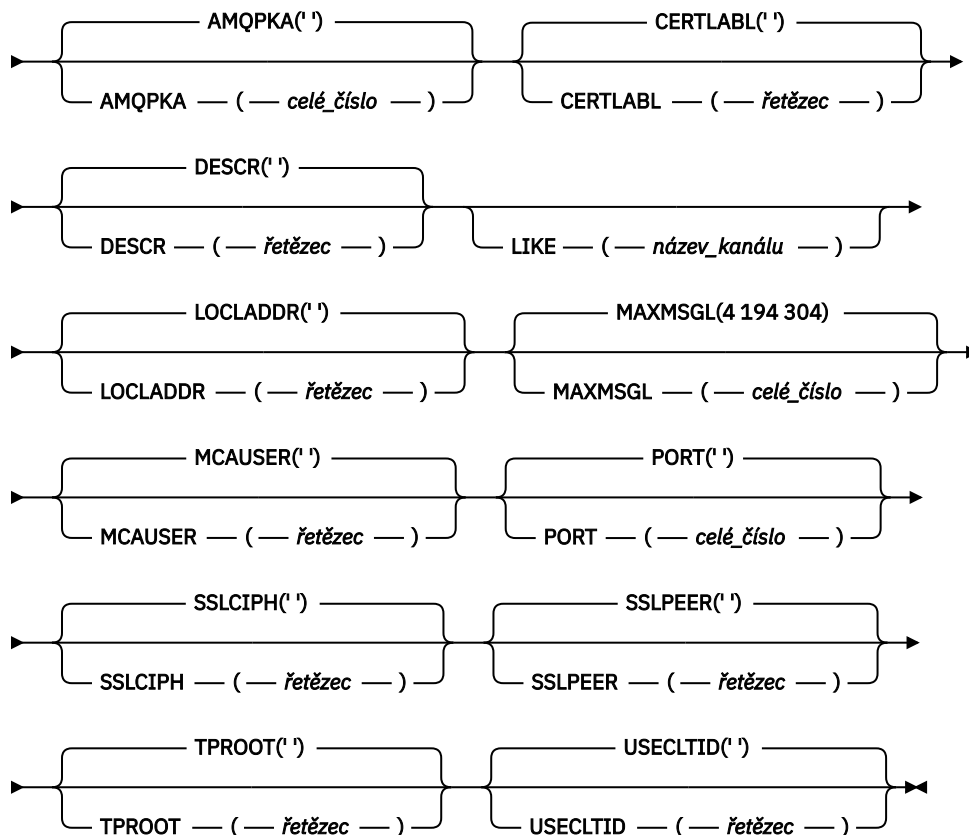 AMQPKA(' ') CERTLABL(' ')
AMQPKA ( celé_číslo ) CERTLABL ( řetězec )
DESCR(' ')
DESCR ( řetězec ) LIKE ( název_kanálu )
LOCLADDR(' ') MAXMSGL(4 194 304)
LOCLADDR ( řetězec ) MAXMSGL ( celé_číslo )
MCAUSER(' ') PORT(' ')
MCAUSER ( řetězec ) PORT ( celé_číslo )
SSLCIPH(' ') SSLPEER(' ')
SSLCIPH ( řetězec ) SSLPEER ( řetězec )
TPROOT(' ') USECLTID(' ')
TPROOT ( řetězec ) USECLTID ( řetězec )